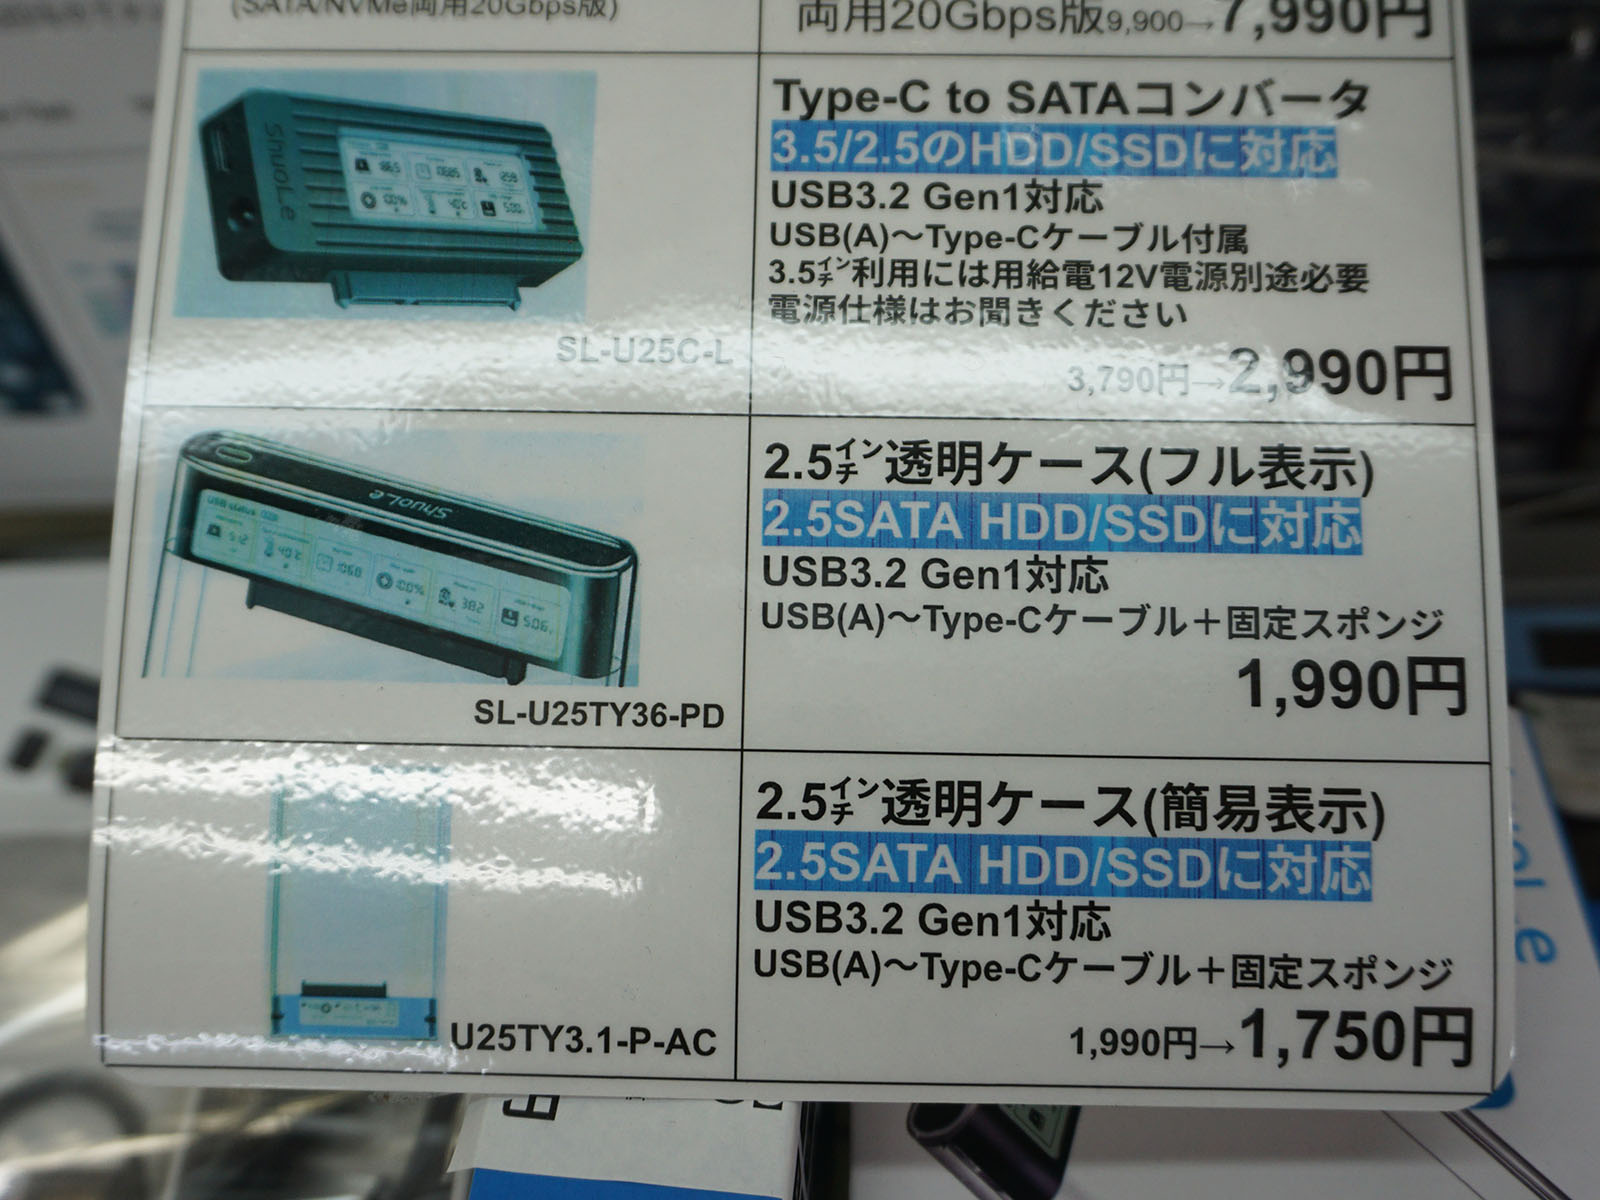 (SATA/NVMe両用20Gbps版)
両用20Gbps版9,900→7,990円
ShuoLe
Type-C to SATAコンバータ
3.5/2.5のHDD/SSDに対応
USB3.2 Gen1対応
USB(A)～Type-Cケーブル付属
3.5インチ利用には用給電12V電源別途必要
電源仕様はお聞きください
SL-U25C-L
3,790円→2,990円
ShuoLe
2.5インチ透明ケース(フル表示)
2.5SATA HDD/SSDに対応
USB3.2 Gen1対応
USB(A)～Type-Cケーブル＋固定スポンジ
1,990円
SL-U25TY36-PD
2.5インチ透明ケース(簡易表示)
2.5SATA HDD/SSDに対応
USB3.2 Gen1対応
USB(A)～Type-Cケーブル＋固定スポンジ
U25TY3.1-P-AC
1,990円→1,750円